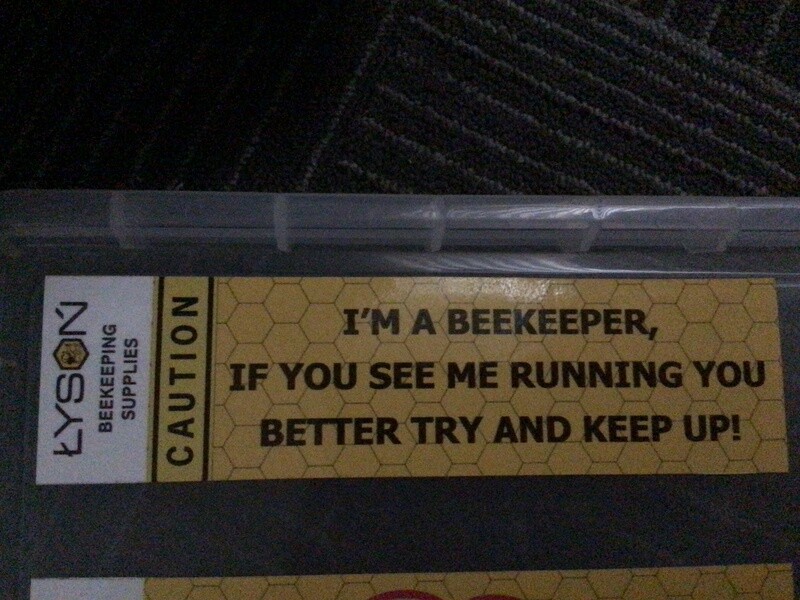 ŁYSOŃ
BEEKEEPING
SUPPLIES
CAUTION
I'M A BEEKEEPER,
IF YOU SEE ME RUNNING YOU
BETTER TRY AND KEEP UP!